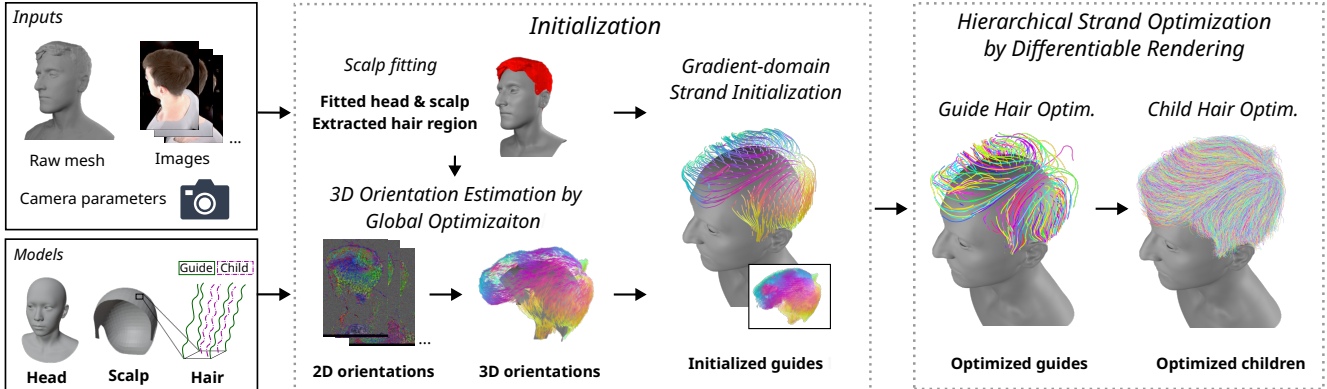 Inputs
Raw mesh
Images
...
Camera parameters
Models
Guide
Child
Head
Scalp
Hair
Initialization
Scalp fitting
Fitted head & scalp
Extracted hair region
3D Orientation Estimation by
Global Optimizaiton
...
2D orientations
3D orientations
Gradient-domain
Strand Initialization
Initialized guides
Hierarchical Strand Optimization
by Differentiable Rendering
Guide Hair Optim.
Child Hair Optim.
Optimized guides
Optimized children